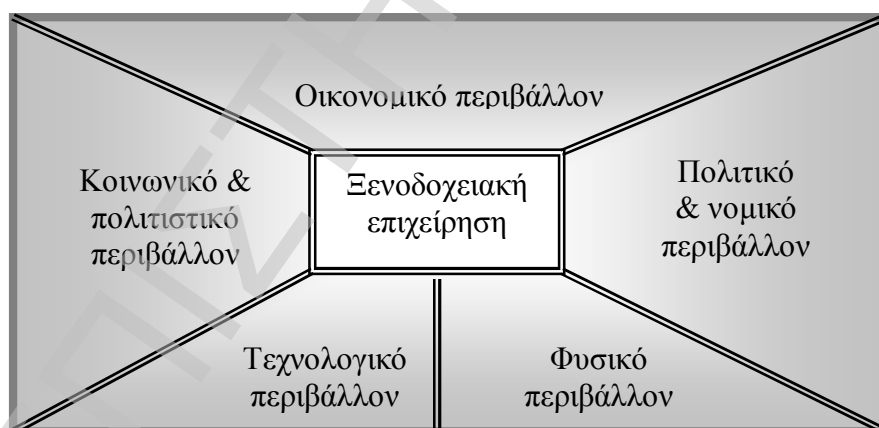 Οικονομικό περιβάλλον
Κοινωνικό &
πολιτιστικό
περιβάλλον
Ξενοδοχειακή
επιχείρηση
Πολιτικό
& νομικό
περιβάλλον
Τεχνολογικό
περιβάλλον
Φυσικό
περιβάλλον